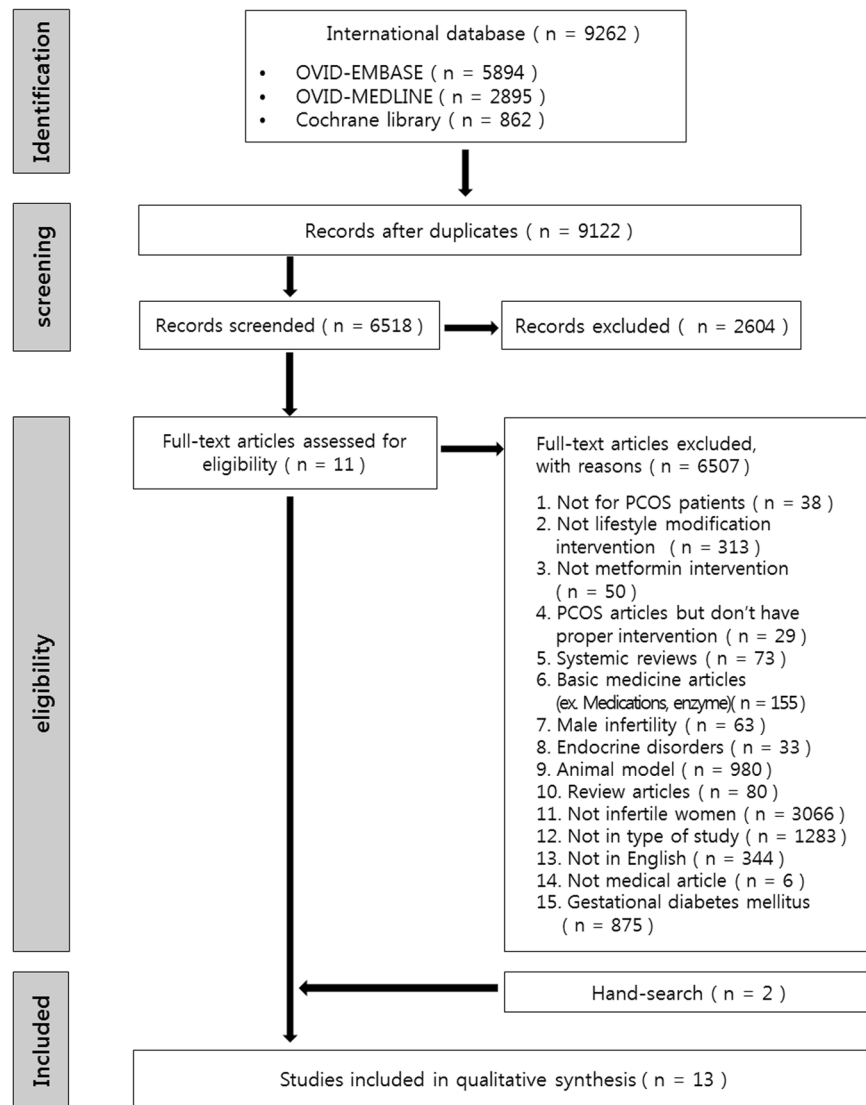 Identification
International database ( n = 9262)
• OVID-EMBASE ( n = 5894)
• OVID-MEDLINE ( n = 2895)
• Cochrane library ( n = 862)
screening
Records after duplicates ( n = 9122)
Records screended ( n = 6518)
Records excluded ( n = 2604)
eligibility
Full-text articles assessed for
eligibility ( n = 11)
Full-text articles excluded,
with reasons ( n = 6507)
1. Not for PCOS patients ( n = 38 )
2. Not lifestyle modification
intervention ( n = 313)
3. Not metformin intervention
( n = 50 )
4. PCOS articles but don't have
proper intervention ( n = 29 )
5. Systemic reviews ( n = 73 )
6. Basic medicine articles
(ex. Medications, enzyme)( n = 155)
7. Male infertility ( n = 63 )
8. Endocrine disorders ( n = 33 )
9. Animal model ( n = 980 )
10. Review articles ( n = 80 )
11. Not infertile women ( n = 3066 )
12. Not in type of study ( n = 1283)
13. Not in English ( n = 344 )
14. Not medical article ( n = 6 )
15. Gestational diabetes mellitus
( n = 875 )
Included
Hand-search ( n = 2 )
Studies included in qualitative synthesis ( n = 13 )